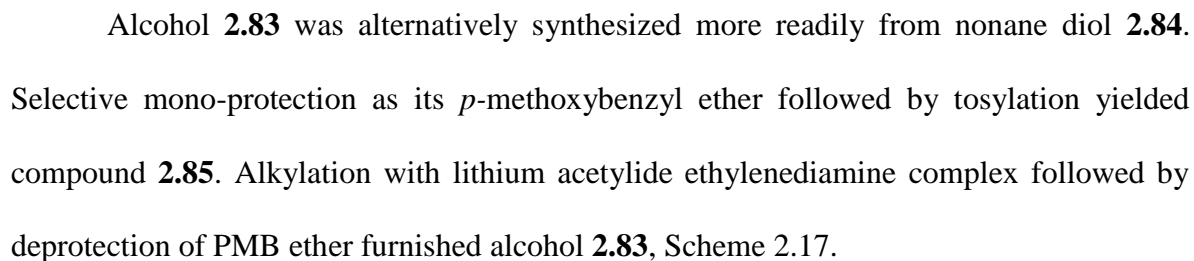 Alcohol 2.83 was alternatively synthesized more readily from nonane diol 2.84.
Selective mono-protection as its p-methoxybenzyl ether followed by tosylation yielded
compound 2.85. Alkylation with lithium acetylide ethylenediamine complex followed by
deprotection of PMB ether furnished alcohol 2.83, Scheme 2.17.